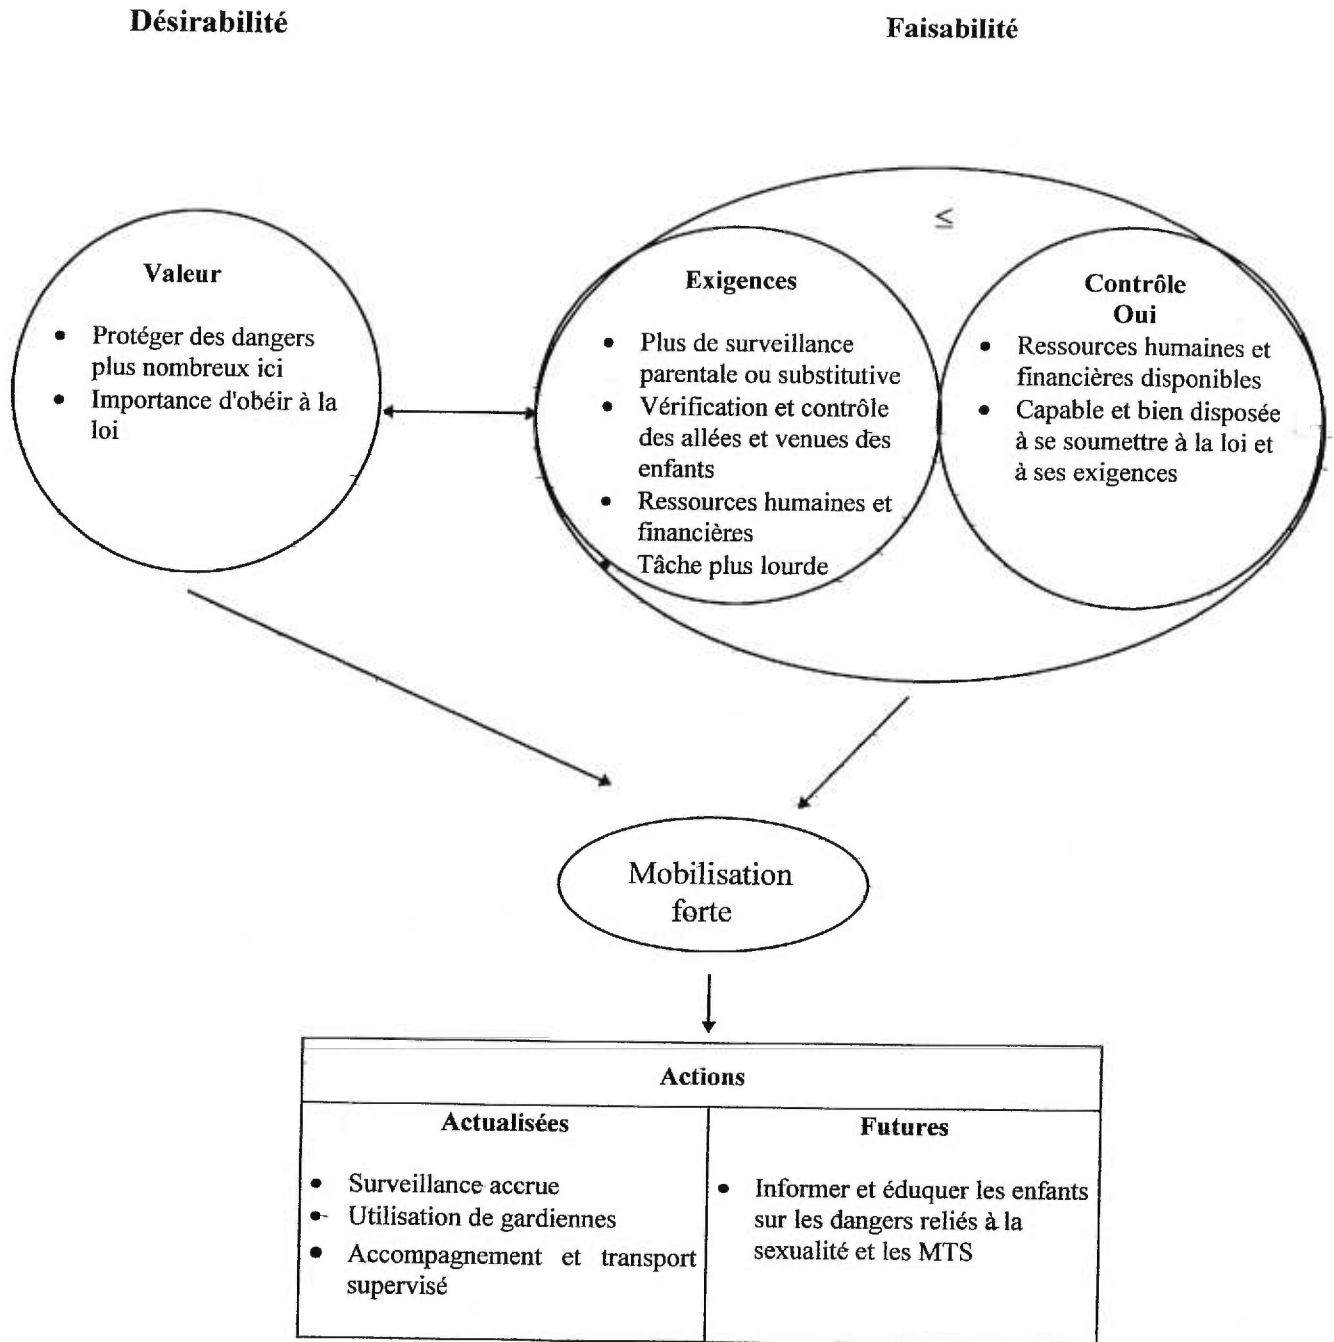 Désirabilité
Faisabilité
Valeur
• Protéger des dangers
plus nombreux ici
• Importance d'obéir à la
loi
≤
Exigences
• Plus de surveillance
parentale ou substitutive
• Vérification et contrôle
des allées et venues des
enfants
• Ressources humaines et
financières
• Tâche plus lourde
Contrôle
Oui
• Ressources humaines et
financières disponibles
• Capable et bien disposée
à se soumettre à la loi et
à ses exigences
Mobilisation
forte
Actions
Actualisées
• Surveillance accrue
• Utilisation de gardiennes
• Accompagnement et transport
supervisé
Futures
• Informer et éduquer les enfants
sur les dangers reliés à la
sexualité et les MTS